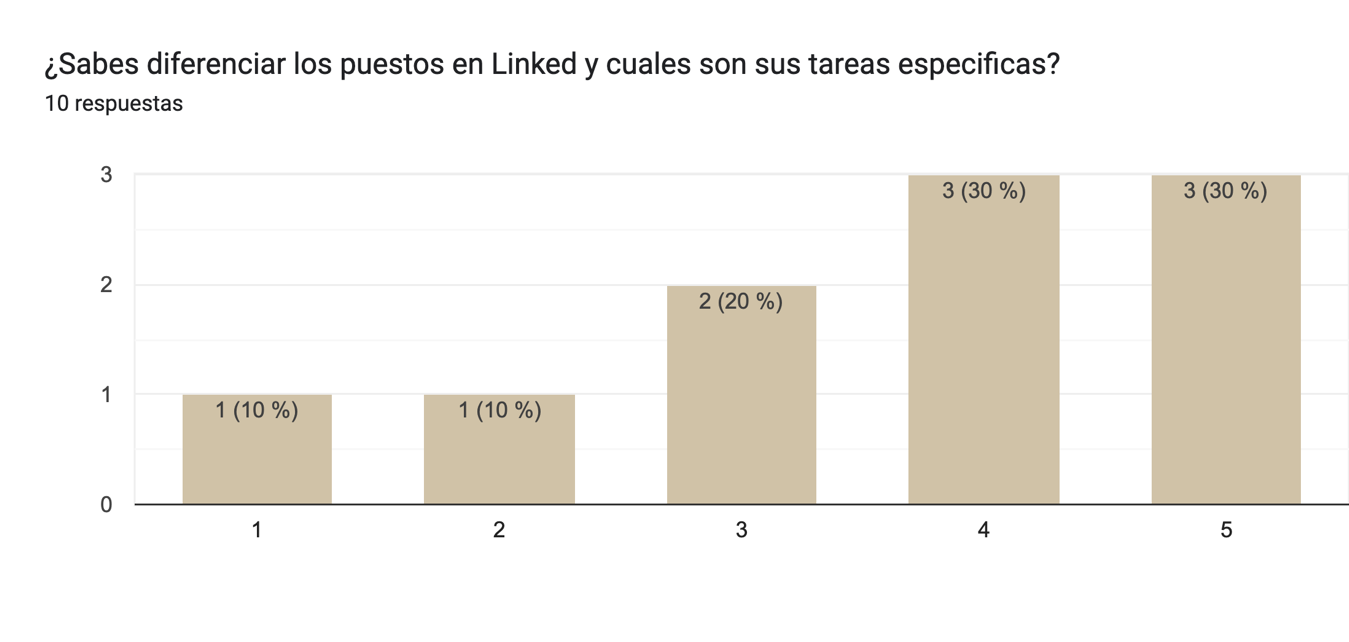 ¿Sabes diferenciar los puestos en Linked y cuales son sus tareas especificas?
10 respuestas
3
2
1
0
1 (10 %)
1 (10 %)
2 (20 %)
3 (30 %)
3 (30 %)
1
2
3
4
5